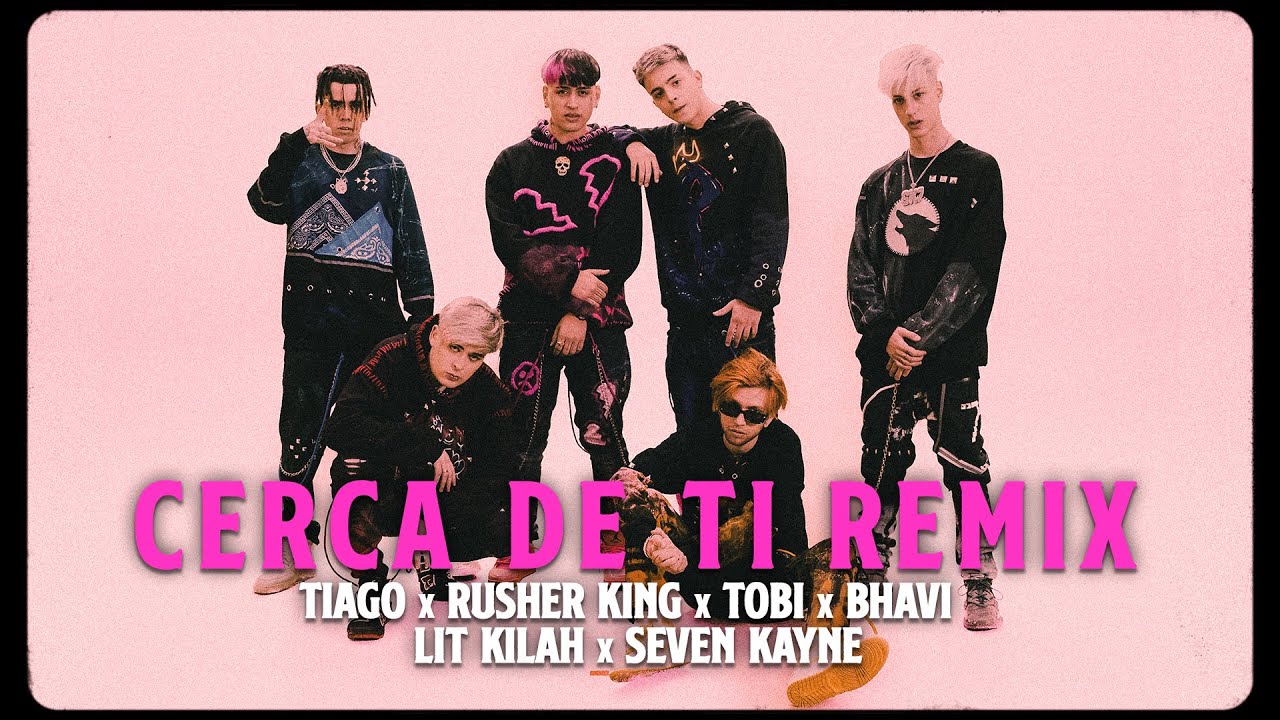 CERCA DE TI REMIX
TIAGO x RUSHER KING x TOBI x BHAVI
LIT KILAH x SEVEN KAYNE